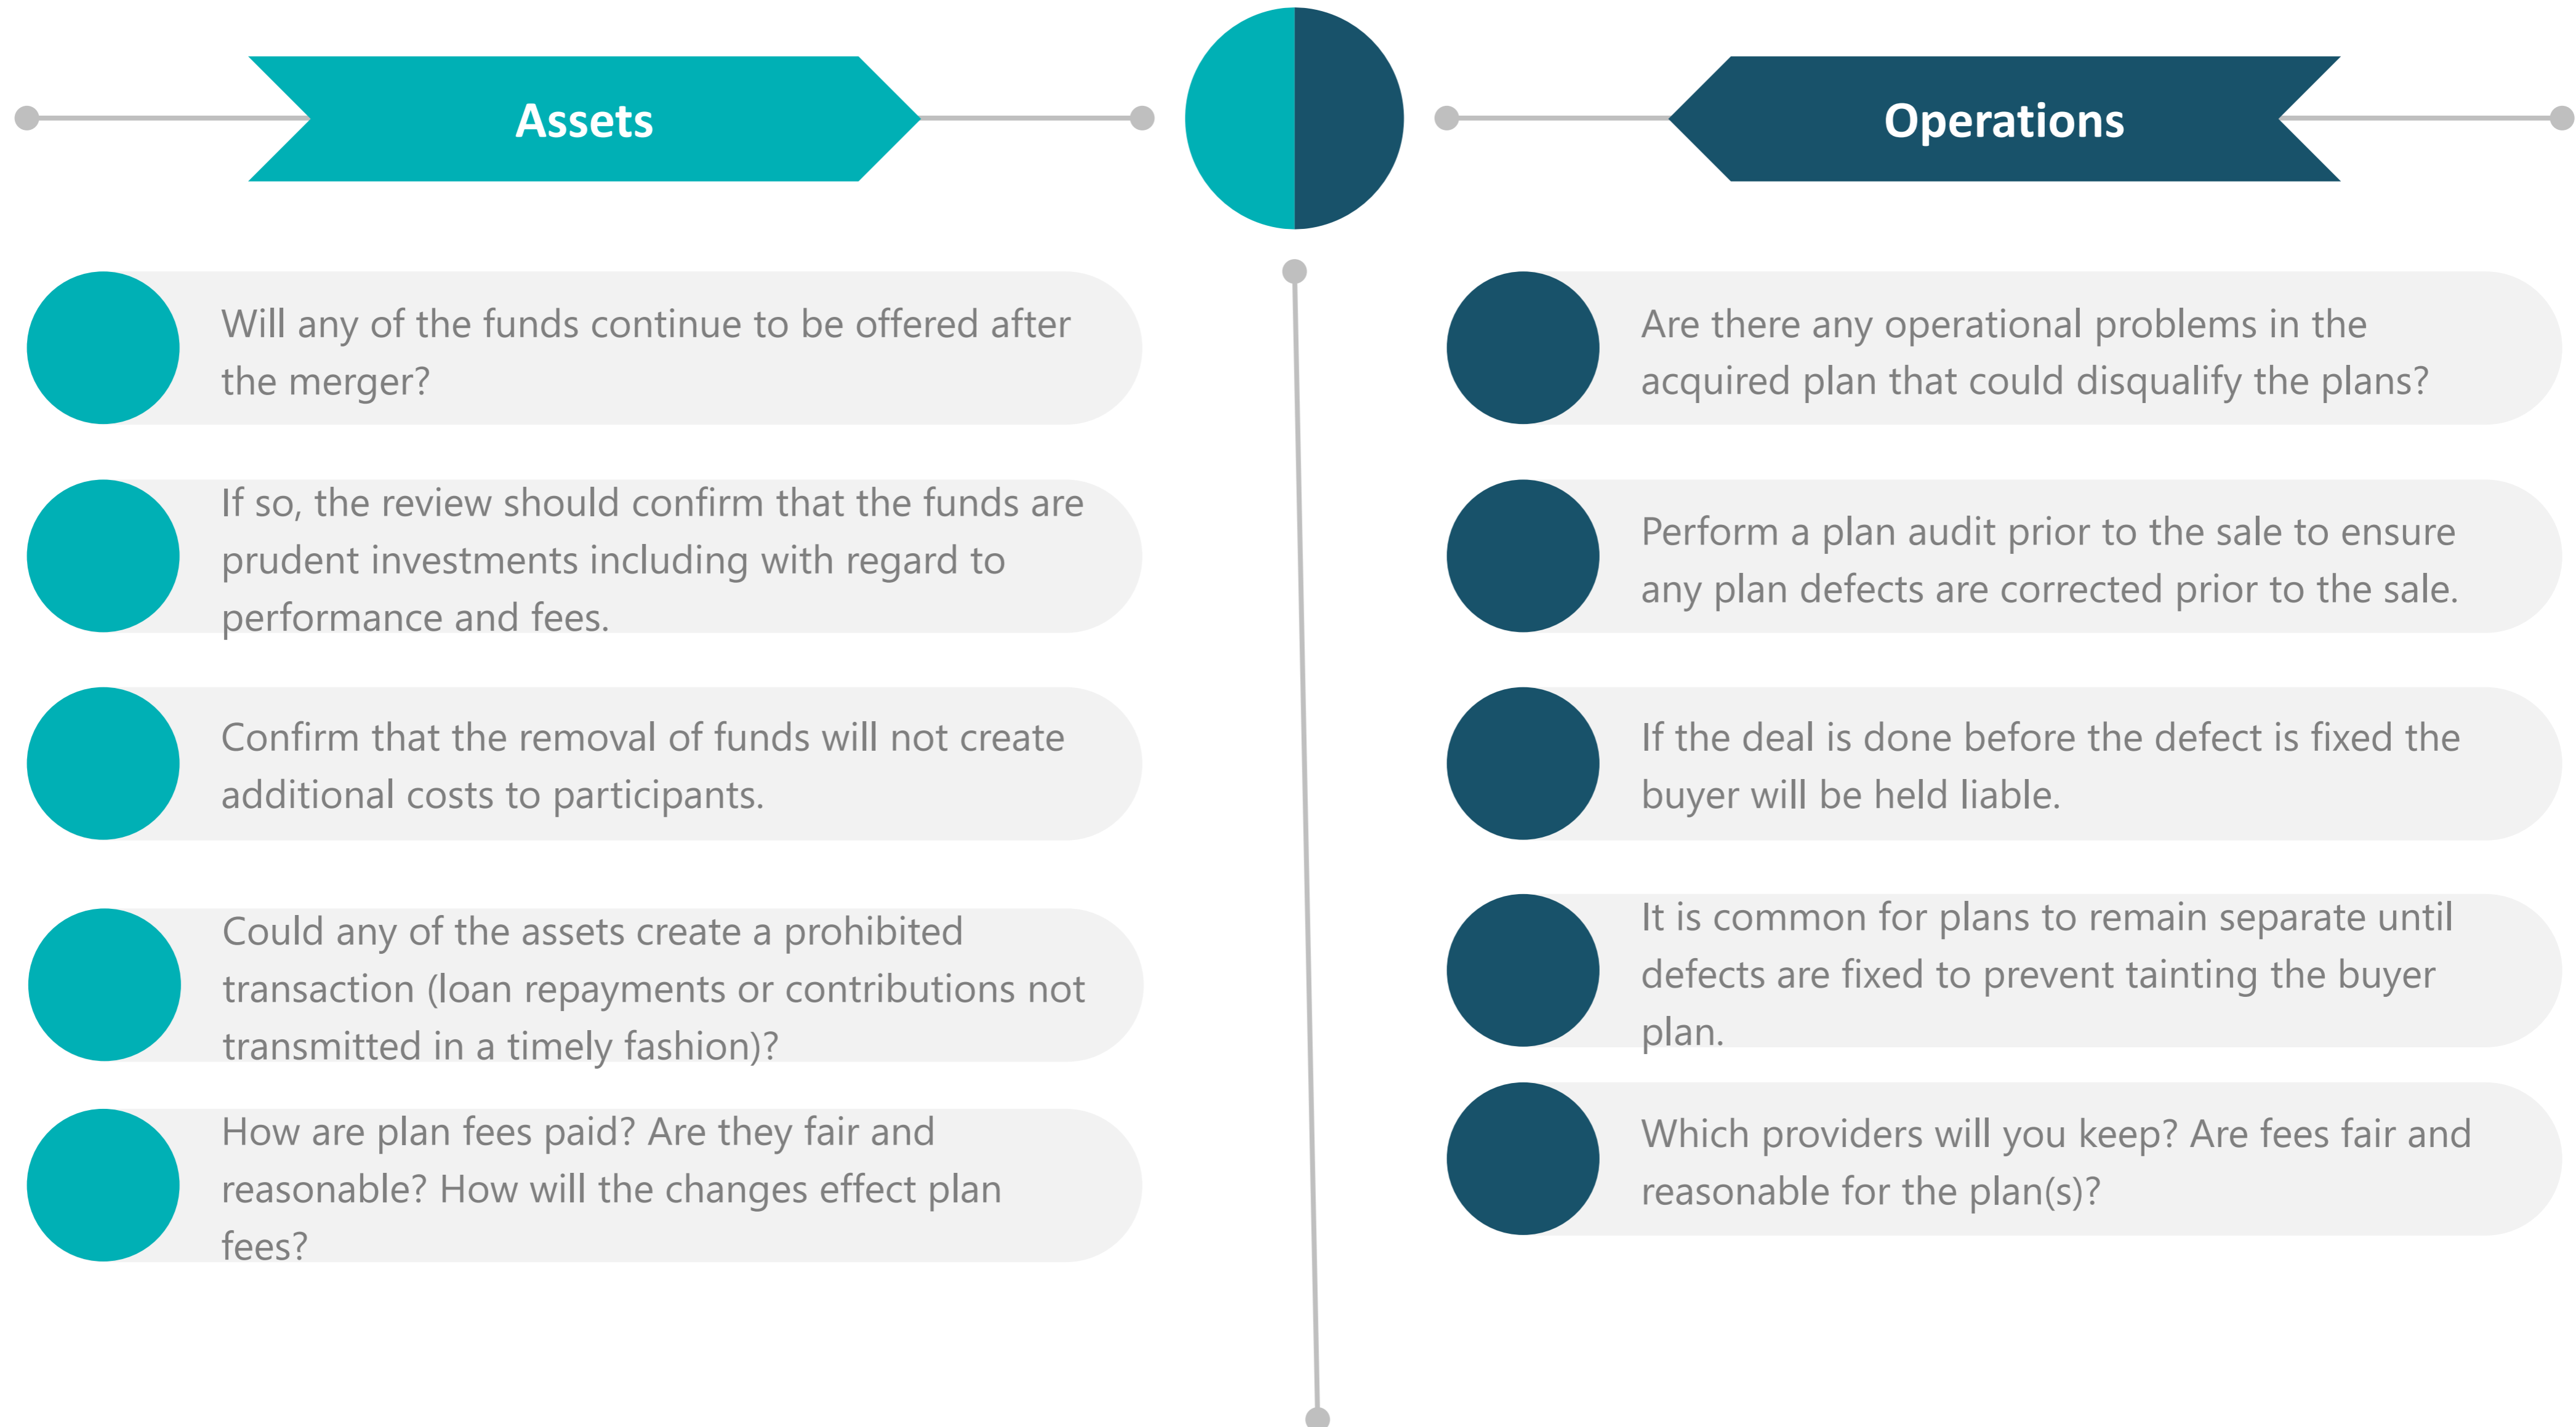 Assets
Will any of the funds continue to be offered after
the merger?
If so, the review should confirm that the funds are
prudent investments including with regard to
performance and fees.
Confirm that the removal of funds will not create
additional costs to participants.
Could any of the assets create a prohibited
transaction (loan repayments or contributions not
transmitted in a timely fashion)?
How are plan fees paid? Are they fair and
reasonable? How will the changes effect plan
fees?
Operations
Are there any operational problems in the
acquired plan that could disqualify the plans?
Perform a plan audit prior to the sale to ensure
any plan defects are corrected prior to the sale.
If the deal is done before the defect is fixed the
buyer will be held liable.
It is common for plans to remain separate until
defects are fixed to prevent tainting the buyer
plan.
Which providers will you keep? Are fees fair and
reasonable for the plan(s)?